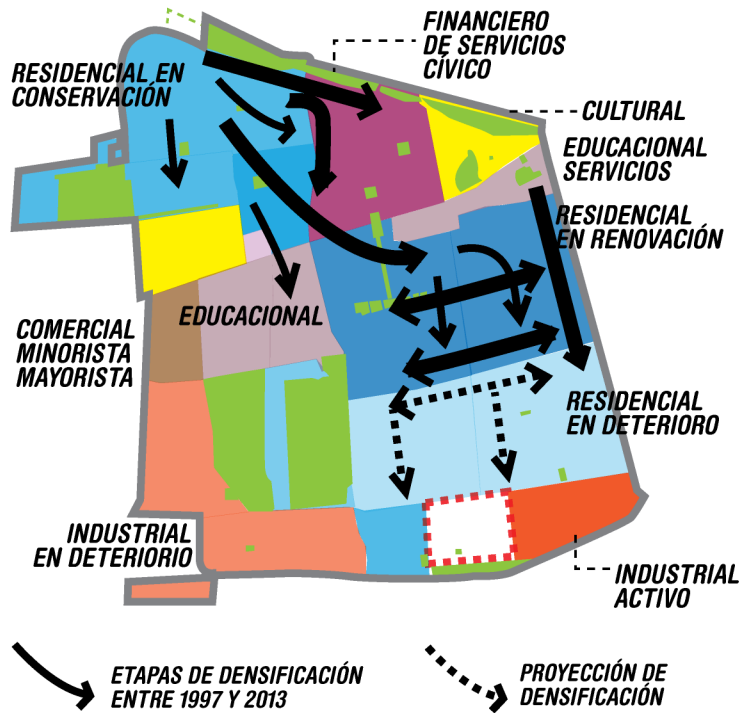 FINANCIERO
DE SERVICIOS
CÍVICO
RESIDENCIAL EN
CONSERVACIÓN
CULTURAL
EDUCACIONAL
SERVICIOS
RESIDENCIAL
EN RENOVACIÓN
EDUCACIONAL
COMERCIAL
MINORISTA
MAYORISTA
RESIDENCIAL
EN DETERIORO
INDUSTRIAL
EN DETERIORIO
INDUSTRIAL
ACTIVO
ETAPAS DE DENSIFICACIÓN
ENTRE 1997 Y 2013
PROYECCIÓN DE
DENSIFICACIÓN